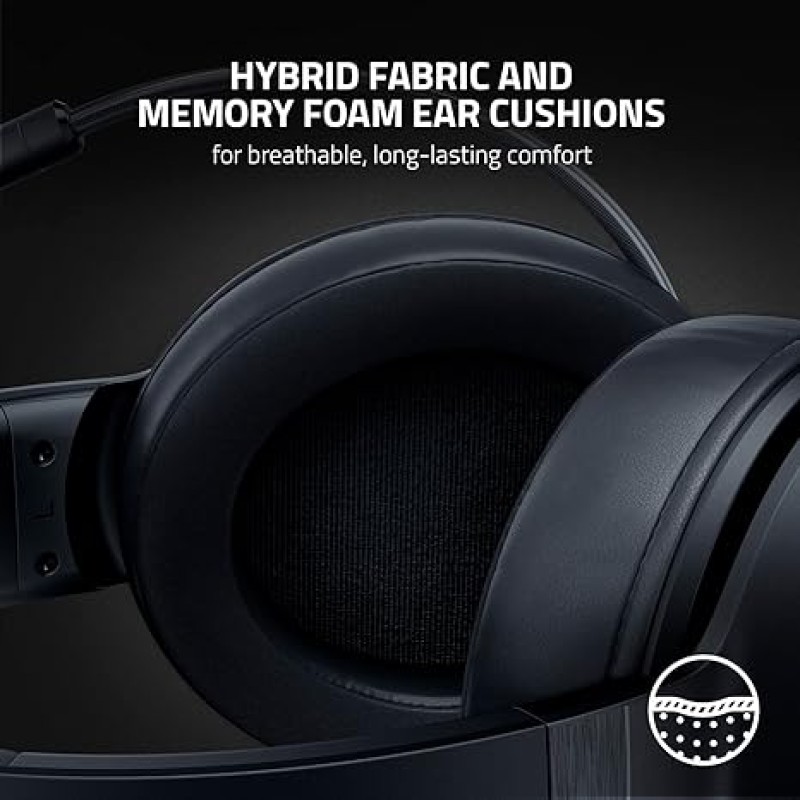 HYBRID FABRIC AND
MEMORY FOAM EAR CUSHIONS
for breathable, long-lasting comfort
L